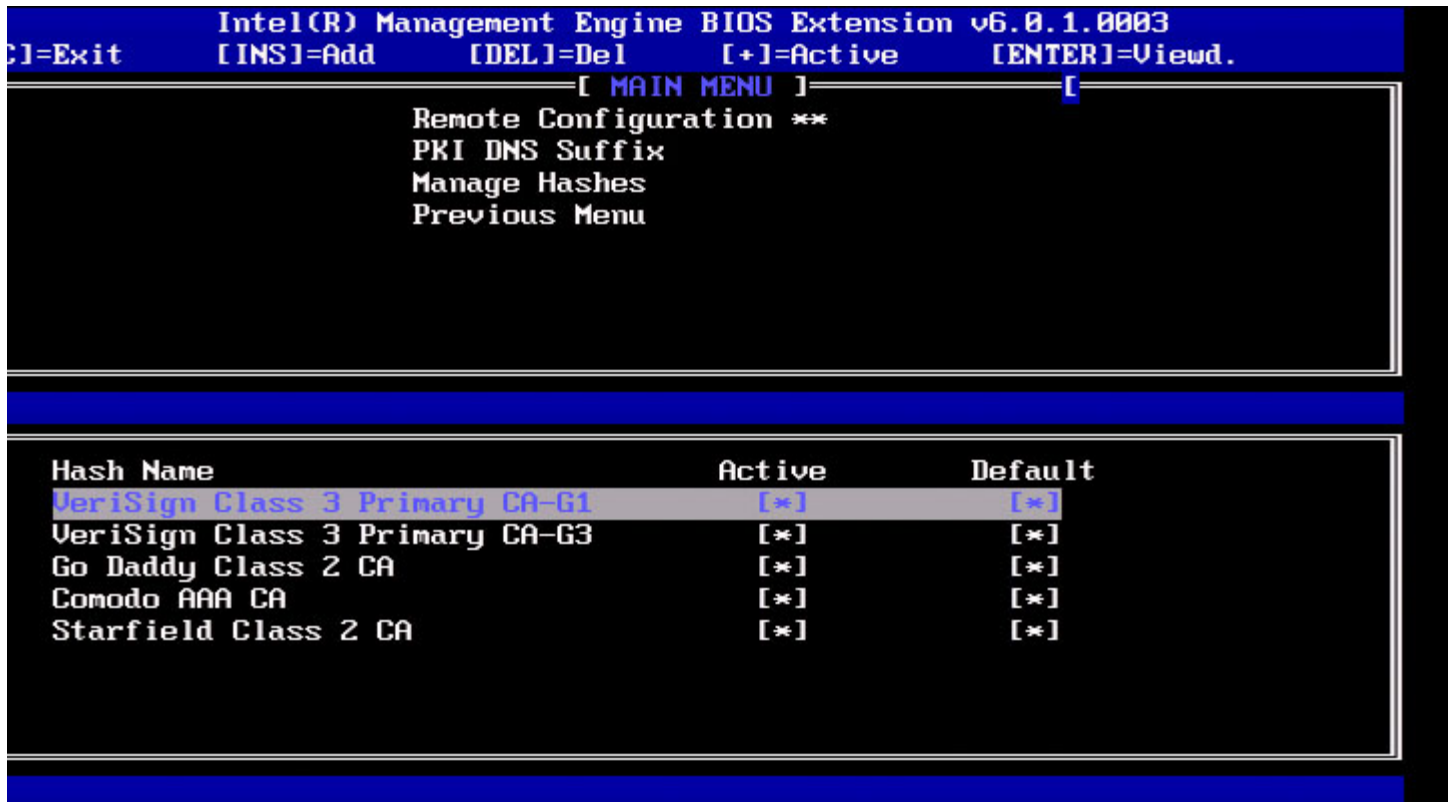 Intel(R) Management Engine BIOS Extension v6.0.1.0003
C]=Exit [INS]=Add [DEL]=Del [+]=Active [ENTER]=Viewd.
[ MAIN MENU ] [
Remote Configuration **
PKI DNS Suffix
Manage Hashes
Previous Menu
Hash Name Active Default
VeriSign Class 3 Primary CA-G1 [*] [*]
VeriSign Class 3 Primary CA-G3 [*] [*]
Go Daddy Class 2 CA [*] [*]
Comodo AAA CA [*] [*]
Starfield Class 2 CA [*] [*]